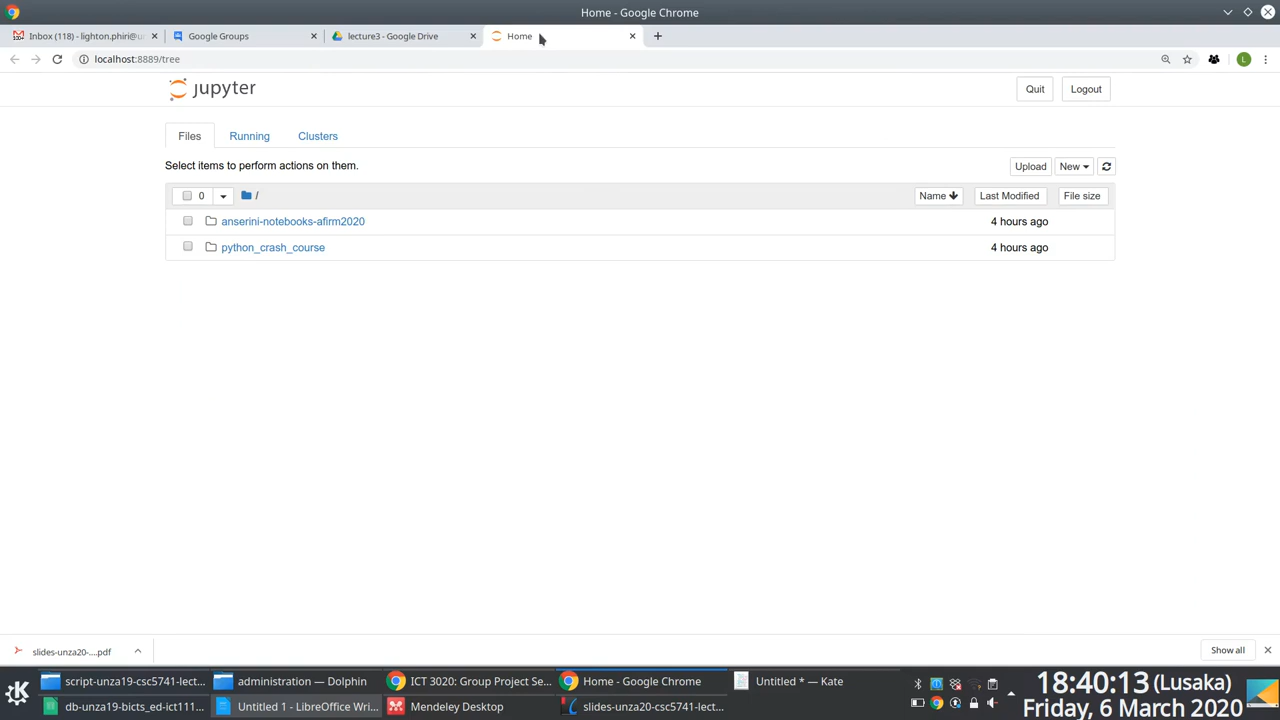 Home - Google Chrome
Inbox (118) - lighton.phiri@u
Google Groups
lecture3 - Google Drive
Home
localhost:8889/tree
L
jupyter
Quit
Logout
Files
Running
Clusters
Select items to perform actions on them.
Upload
New
0
/
Name
Last Modified
File size
anserini-notebooks-afirm2020
4 hours ago
python_crash_course
4 hours ago
slides-unza20-....pdf
Show all
script-unza19-csc5741-lect...
administration — Dolphin
ICT 3020: Group Project Se...
Home - Google Chrome
Untitled * — Kate
18:40:13 (Lusaka)
db-unza19-bicts_ed-ict111...
Untitled 1 - LibreOffice Wri...
Mendeley Desktop
slides-unza20-csc5741-lect...
Friday, 6 March 2020